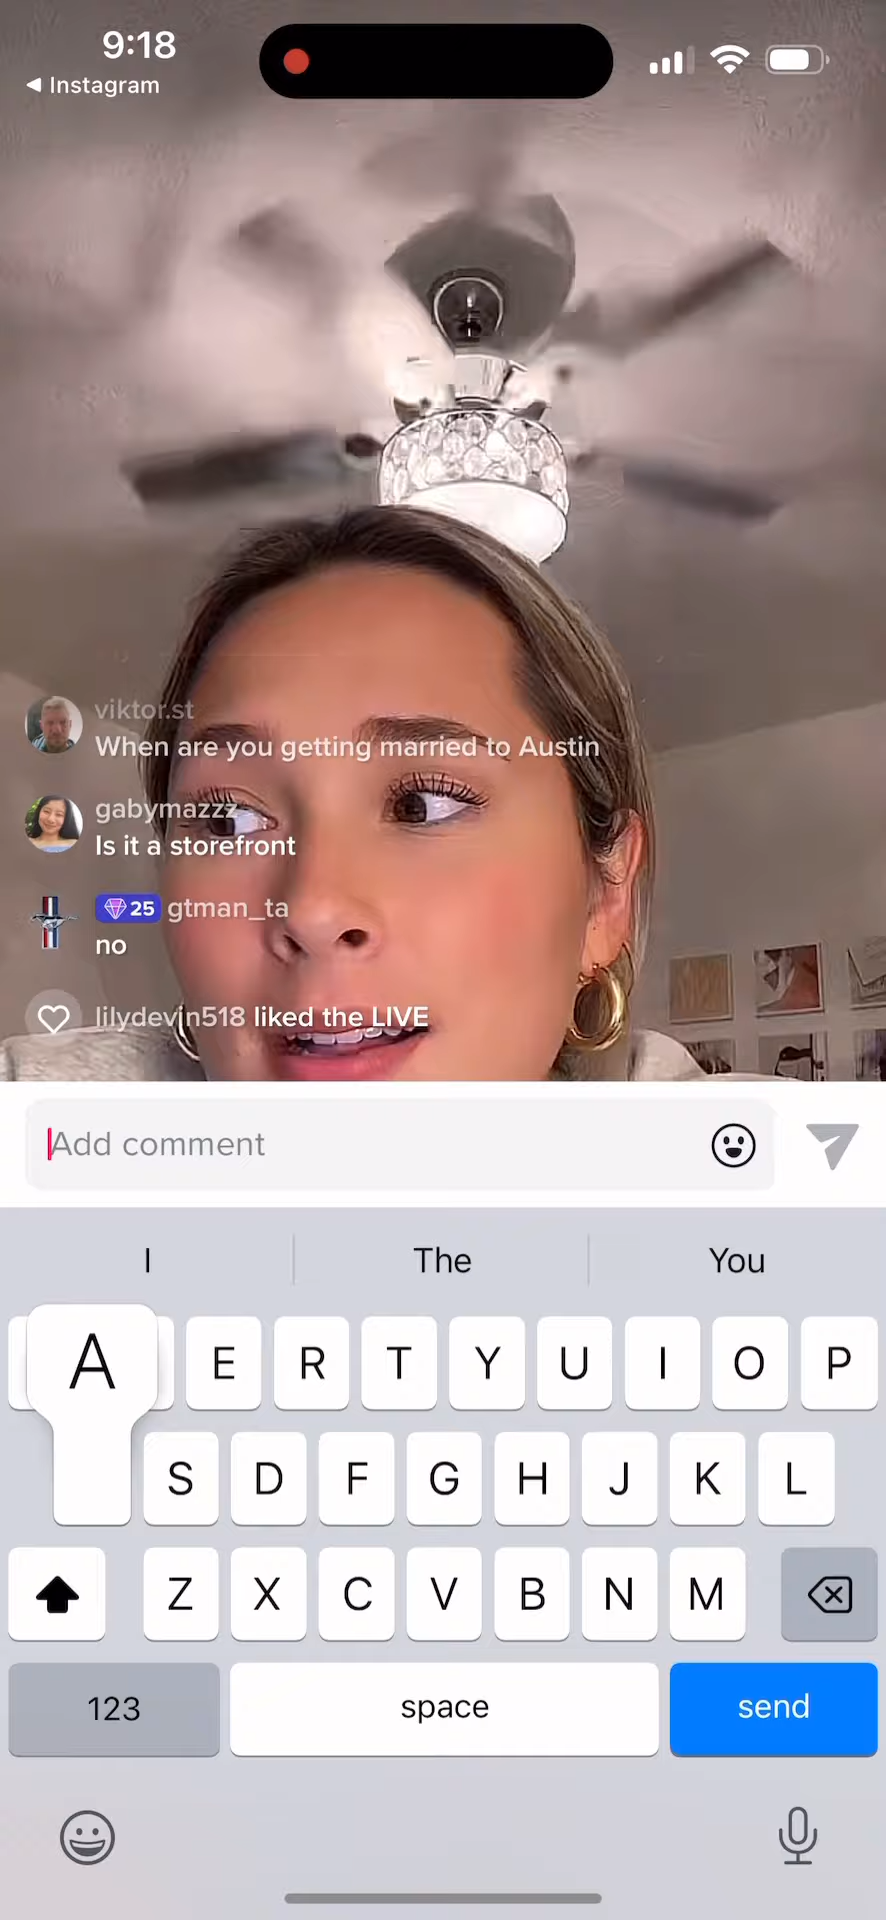 9:18
Instagram
viktor.st
When are you getting married to Austin
gabymazzz
Is it a storefront
25 gtman_ta
no
lilydevin518 liked the LIVE
Add comment
I The You
A E R T Y U I O P
S D F G H J K L
Z X C V B N M
123 space send